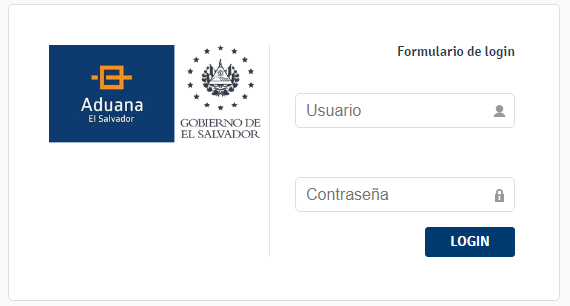 Aduana
El Salvador
GOBIERNO DE
EL SALVADOR
Formulario de login
Usuario
Contraseña
LOGIN